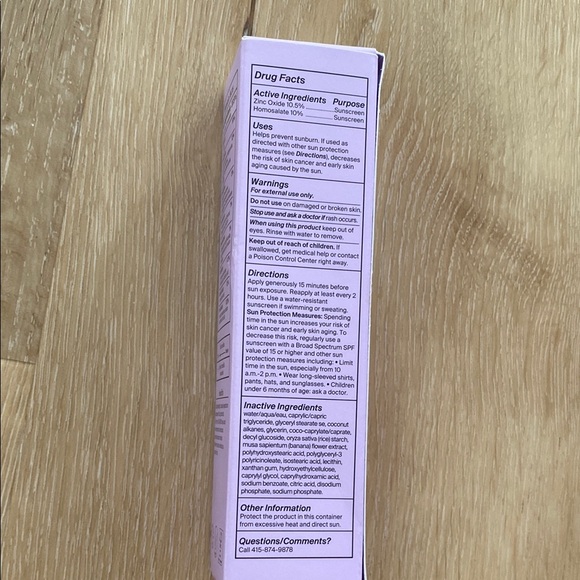 Drug Facts
Active Ingredients Purpose
Zinc Oxide 10.5% Sunscreen
Homosalate 10% Sunscreen
Uses
Helps prevent sunburn. If used as
directed with other sun protection
measures (see Directions), decreases
the risk of skin cancer and early skin
aging caused by the sun.
Warnings
For external use only.
Do not use on damaged or broken skin.
Stop use and ask a doctor if rash occurs.
When using this product keep out of
eyes. Rinse with water to remove.
Keep out of reach of children. If
swallowed, get medical help or contact
a Poison Control Center right away.
Directions
Apply generously 15 minutes before
sun exposure. Reapply at least every 2
hours. Use a water-resistant
sunscreen if swimming or sweating.
Sun Protection Measures: Spending
time in the sun increases your risk of
skin cancer and early skin aging. To
decrease this risk, regularly use a
sunscreen with a Broad Spectrum SPF
value of 15 or higher and other sun
protection measures including: • Limit
time in the sun, especially from 10
a.m.-2 p.m. • Wear long-sleeved shirts,
pants, hats, and sunglasses. • Children
under 6 months of age: ask a doctor.
Inactive Ingredients
water/aqua/eau, caprylic/capric
triglyceride, glyceryl stearate se, coconut
alkanes, glycerin, coco-caprylate/caprate,
decyl glucoside, oryza sativa (rice) starch,
musa sapientum (banana) flower extract,
polyhydroxystearic acid, polyglyceryl-3
polyricinoleate, isostearic acid, lecithin,
xanthan gum, hydroxyethylcellulose,
caprylyl glycol, caprylhydroxamic acid,
sodium benzoate, citric acid, disodium
phosphate, sodium phosphate.
Other Information
Protect the product in this container
from excessive heat and direct sun.
Questions/Comments?
Call 415-874-9878